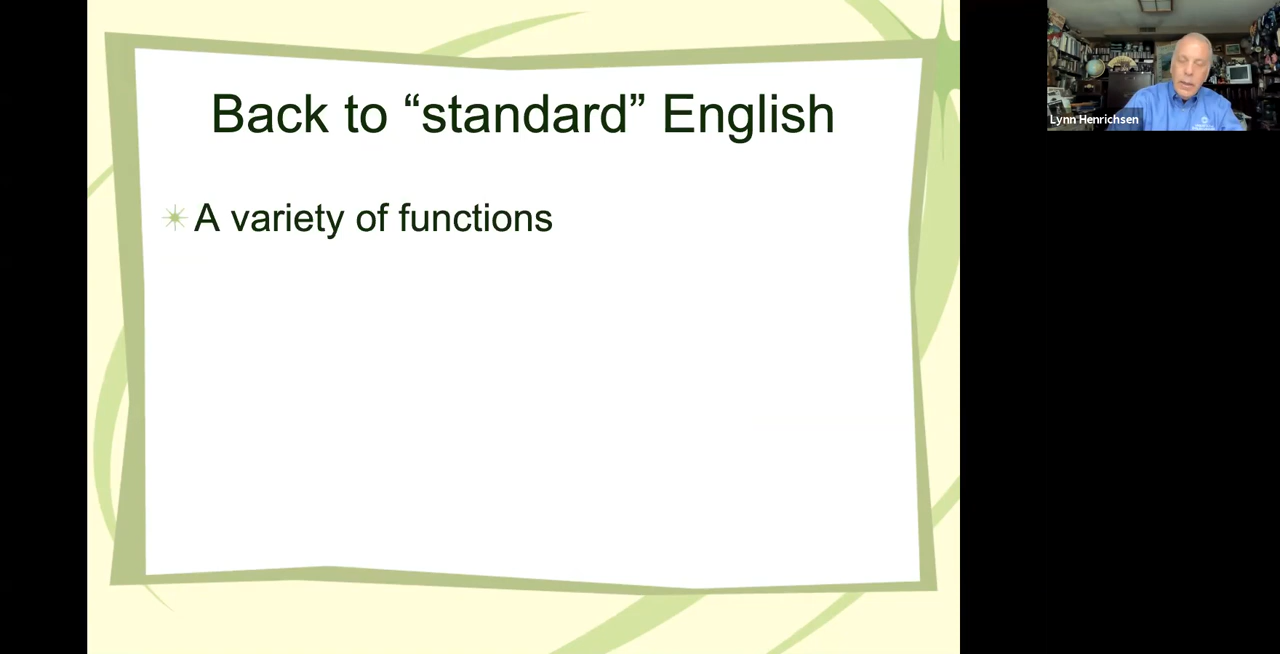 Back to “standard” English
A variety of functions
Lynn Henrichsen